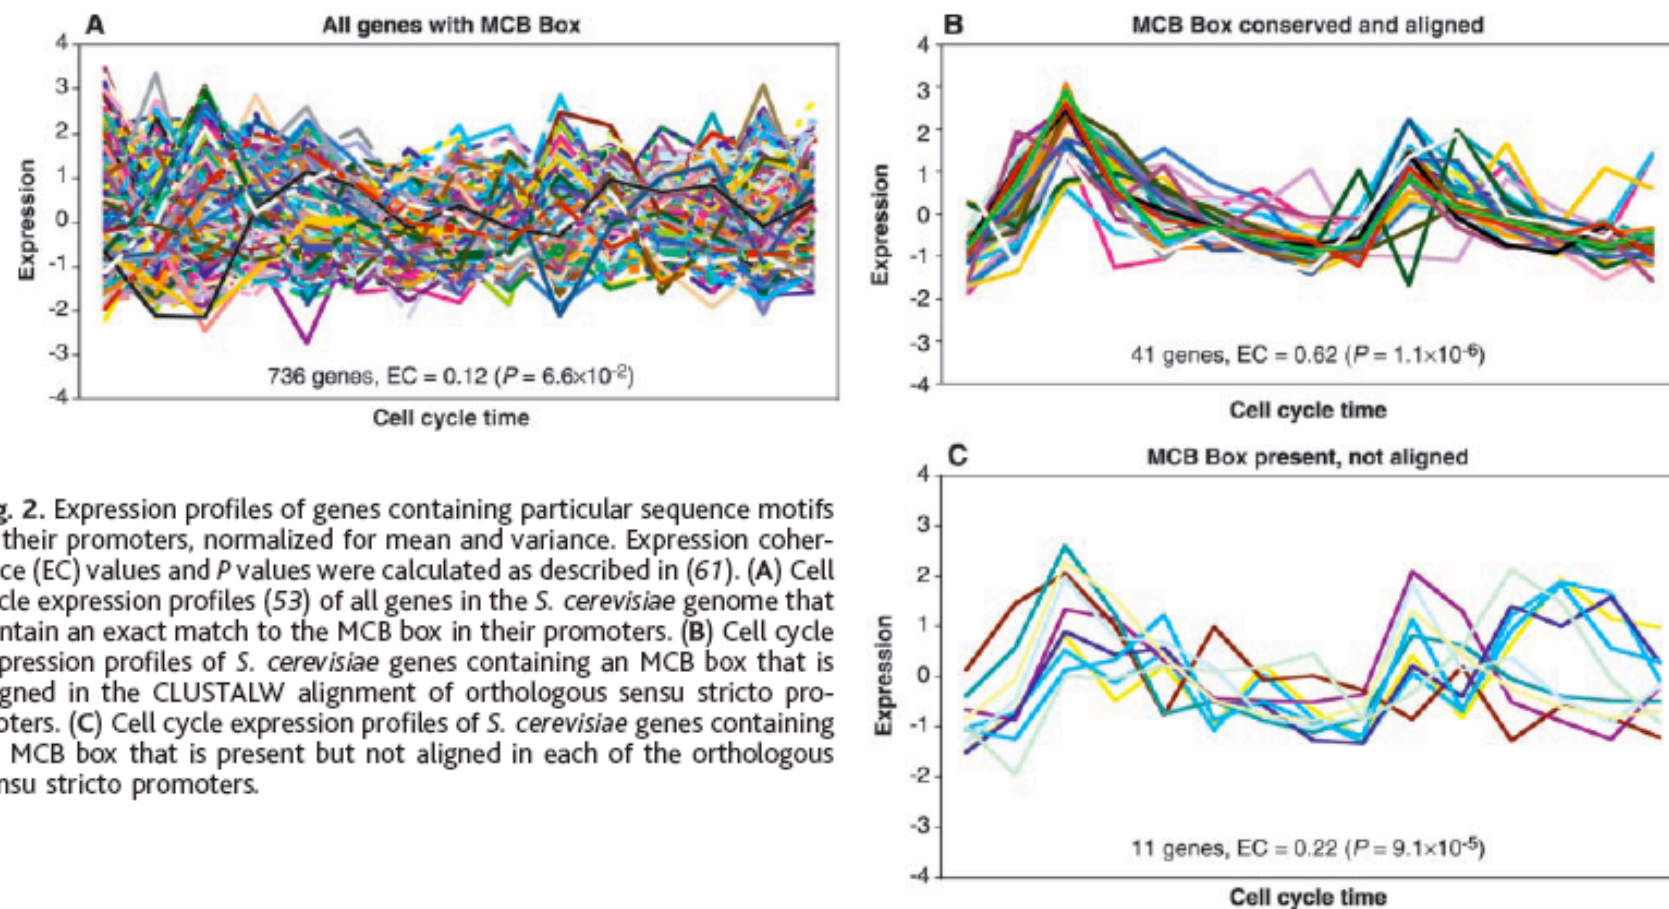 A All genes with MCB Box
4
3
2
1
0
-1
-2
-3
-4
Expression
736 genes, EC = 0.12 (P = 6.6×10-2)
Cell cycle time
B MCB Box conserved and aligned
4
3
2
1
0
-1
-2
-3
-4
Expression
41 genes, EC = 0.62 (P = 1.1×10-6)
Cell cycle time
C MCB Box present, not aligned
4
3
2
1
0
-1
-2
-3
-4
Expression
11 genes, EC = 0.22 (P = 9.1×10-5)
Cell cycle time
g. 2. Expression profiles of genes containing particular sequence motifs
their promoters, normalized for mean and variance. Expression coher-
ce (EC) values and P values were calculated as described in (61). (A) Cell
cle expression profiles (53) of all genes in the S. cerevisiae genome that
ntain an exact match to the MCB box in their promoters. (B) Cell cycle
pression profiles of S. cerevisiae genes containing an MCB box that is
gned in the CLUSTALW alignment of orthologous sensu stricto pro-
oters. (C) Cell cycle expression profiles of S. cerevisiae genes containing
MCB box that is present but not aligned in each of the orthologous
nsu stricto promoters.